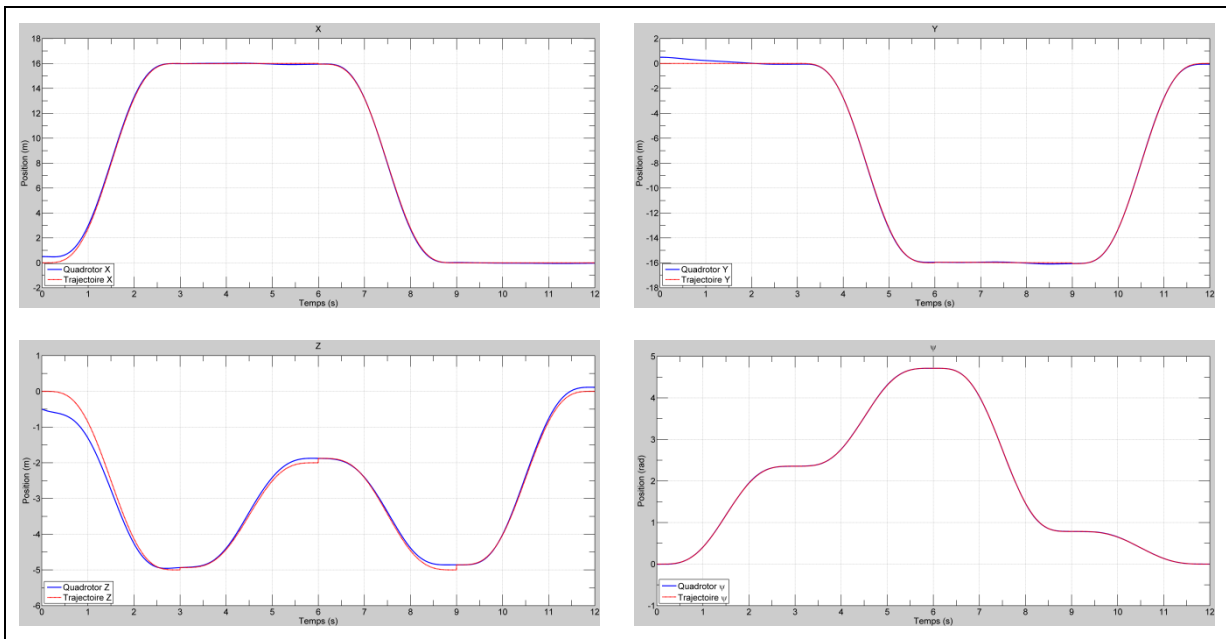 X
Position (m)
18
16
14
12
10
8
6
4
2
0
-2
Quadrotor X
Trajectoire X
0 1 2 3 4 5 6 7 8 9 10 11 12
Temps (s)
Y
Position (m)
2
0
-2
-4
-6
-8
-10
-12
-14
-16
-18
Quadrotor Y
Trajectoire Y
0 1 2 3 4 5 6 7 8 9 10 11 12
Temps (s)
Z
Position (m)
1
0
-1
-2
-3
-4
-5
-6
Quadrotor Z
Trajectoire Z
0 1 2 3 4 5 6 7 8 9 10 11 12
Temps (s)
ψ
Position (rad)
5
4
3
2
1
0
-1
Quadrotor ψ
Trajectoire ψ
0 1 2 3 4 5 6 7 8 9 10 11 12
Temps (s)